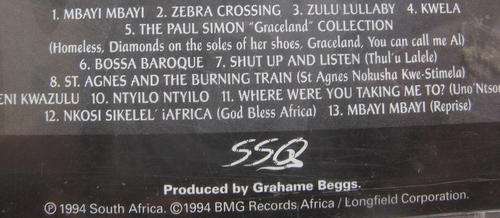 1. MBAYI MBAYI 2. ZEBRA CROSSING 3. ZULU LULLABY 4. KWELA
5. THE PAUL SIMON "Graceland" COLLECTION
(Homeless, Diamonds on the soles of her shoes, Graceland, You can call me Al)
6. BOSSA BAROQUE 7. SHUT UP AND LISTEN (Thul'u Lalele)
8. ST. AGNES AND THE BURNING TRAIN (St Agnes Nokusha Kwe-Stimela)
ENI KWAZULU 10. NTYILO NTYILO 11. WHERE WERE YOU TAKING ME TO? (Uno'Ntson
12. NKOSI SIKELEL' iAFRICA (God Bless Africa) 13. MBAYI MBAYI (Reprise)
SSQ
Produced by Grahame Beggs.
℗ 1994 South Africa. ©1994 BMG Records Africa / Longfield Corporation.